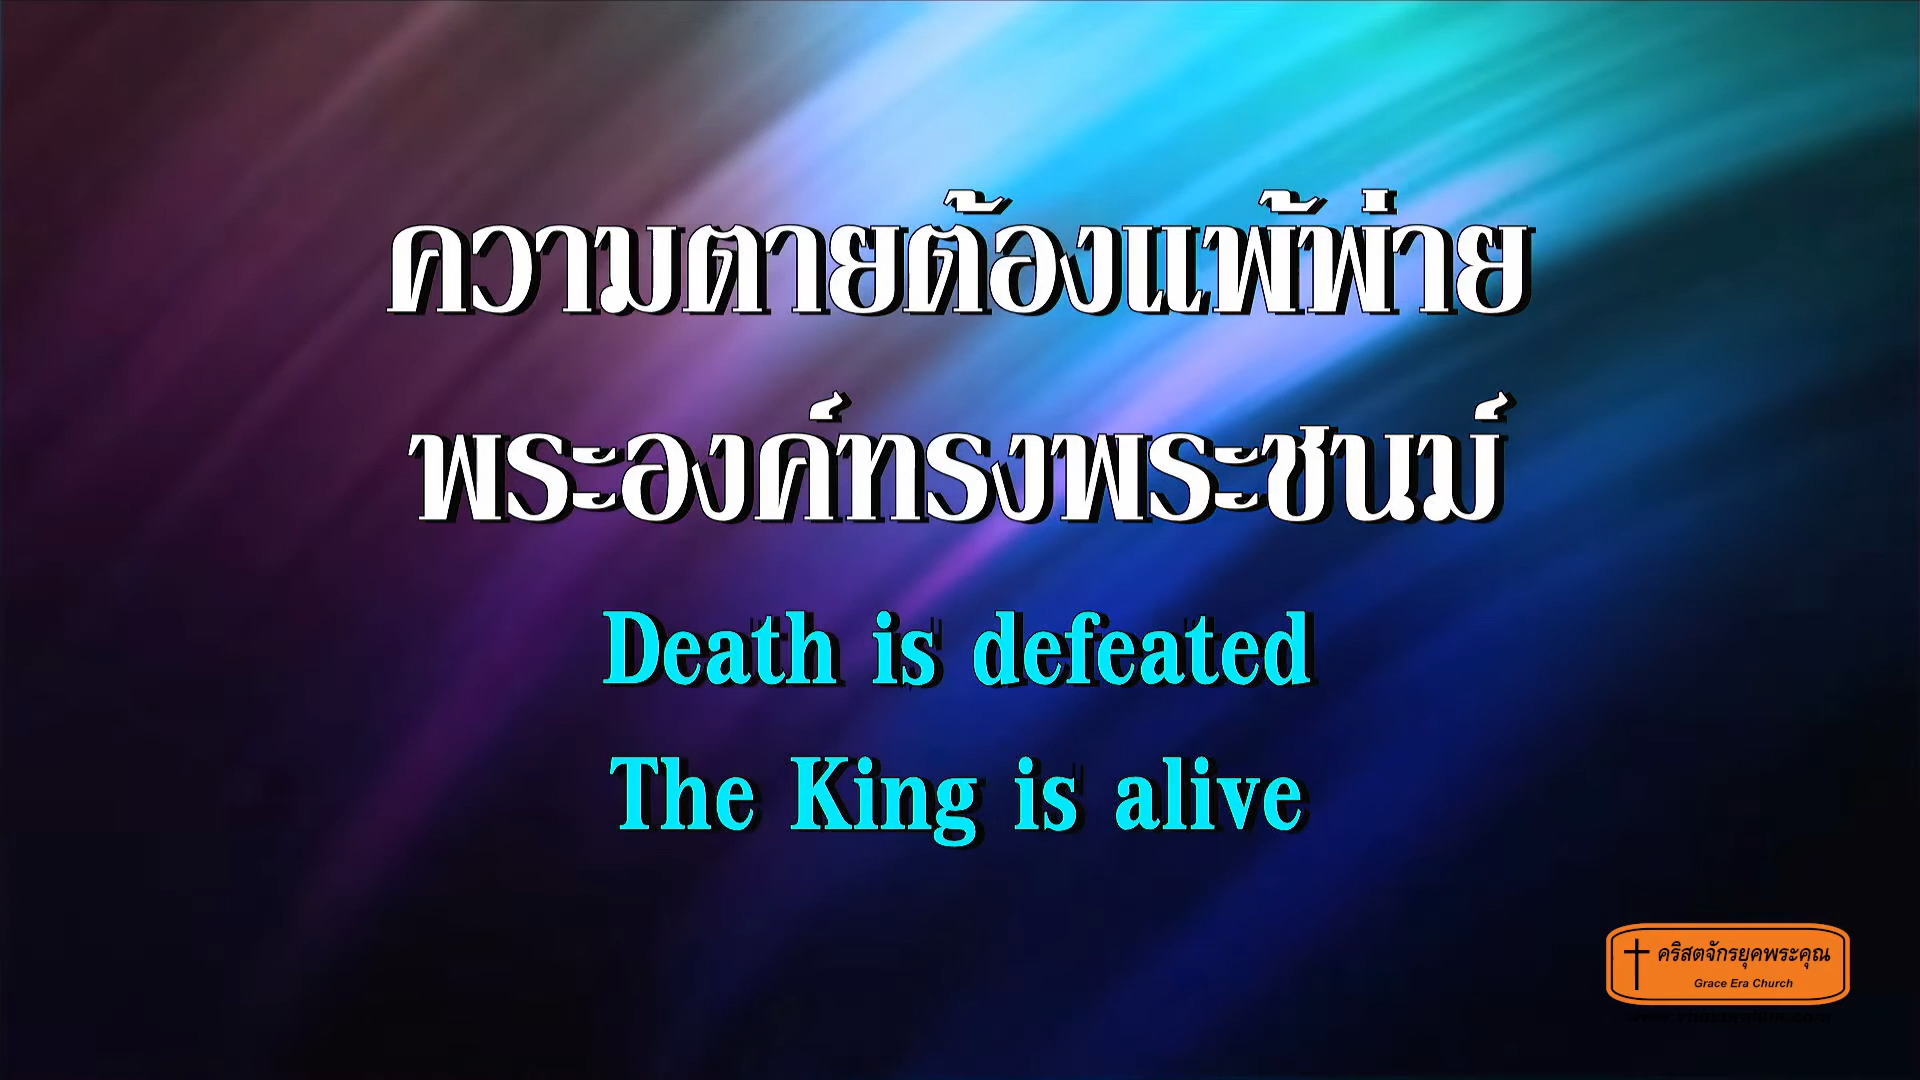 ความตายต้องแพ้พ่าย
พระองค์ทรงพระชนม์
Death is defeated
The King is alive
คริสตจักรยุคพระคุณ
Grace Era Church